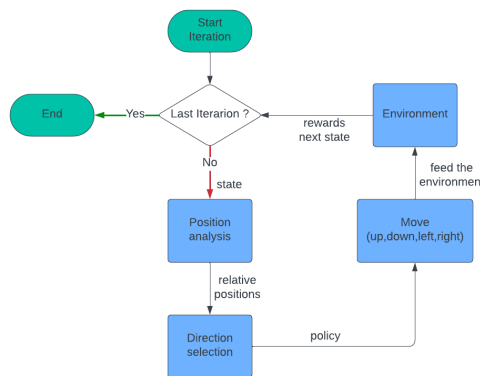 Start
Iteration
End
Yes
Last Iterarion ?
rewards
next state
Environment
No
state
feed the
environmen
Position
analysis
Move
(up,down,left,right)
relative
positions
Direction
selection
policy